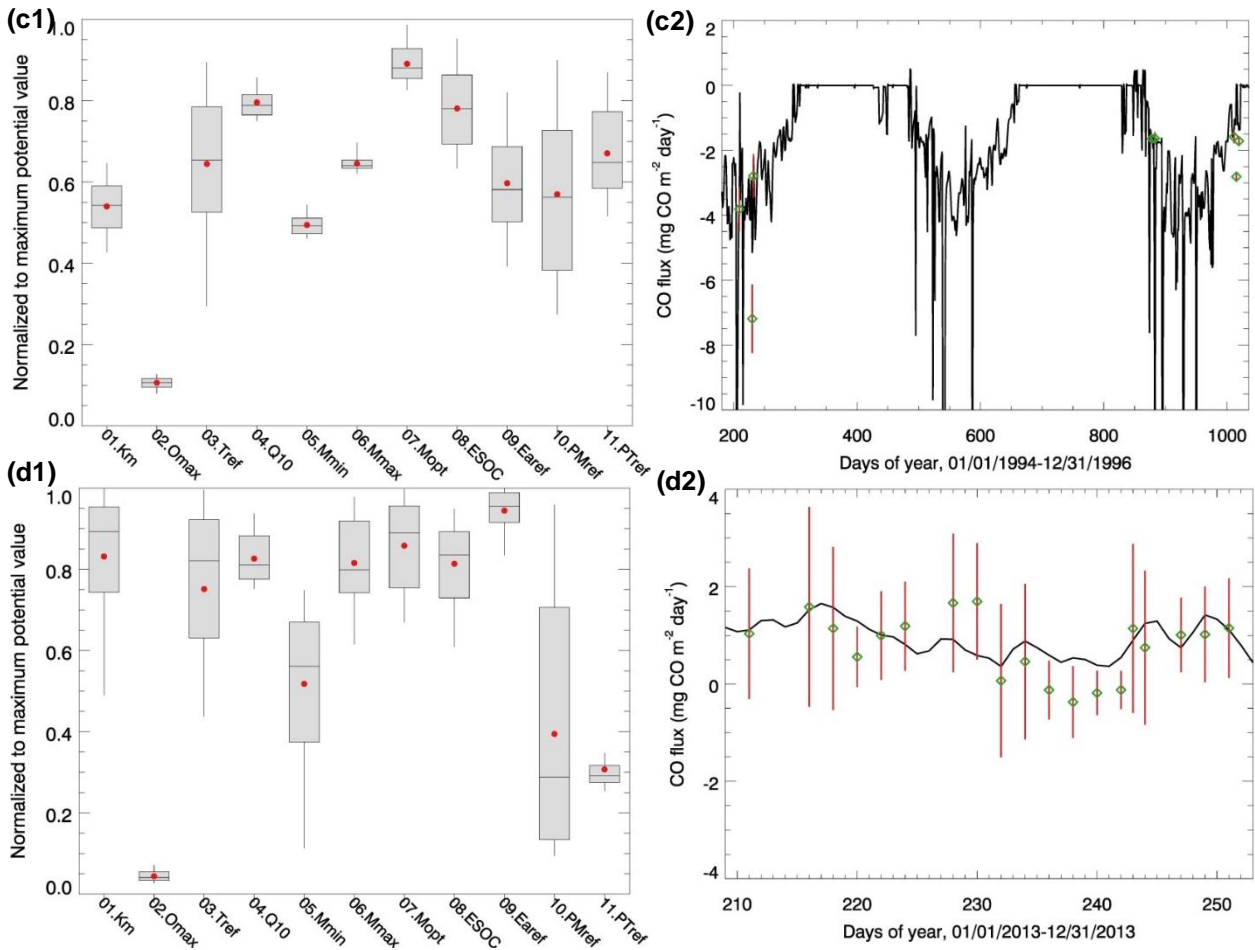 (c1)
Normalized to maximum potential value
1.0
0.8
0.6
0.4
0.2
0.0
01.Km
02.Omax
03.Tref
04.Q10
05.Mmin
06.Mmax
07.Mopt
08.ESOC
09.Earef
10.PMref
11.PTref
(c2)
CO flux (mg CO m⁻² day⁻¹)
2
0
-2
-4
-6
-8
-10
200 400 600 800 1000
Days of year, 01/01/1994-12/31/1996
(d1)
Normalized to maximum potential value
1.0
0.8
0.6
0.4
0.2
0.0
01.Km
02.Omax
03.Tref
04.Q10
05.Mmin
06.Mmax
07.Mopt
08.ESOC
09.Earef
10.PMref
11.PTref
(d2)
CO flux (mg CO m⁻² day⁻¹)
4
2
0
-2
-4
210 220 230 240 250
Days of year, 01/01/2013-12/31/2013